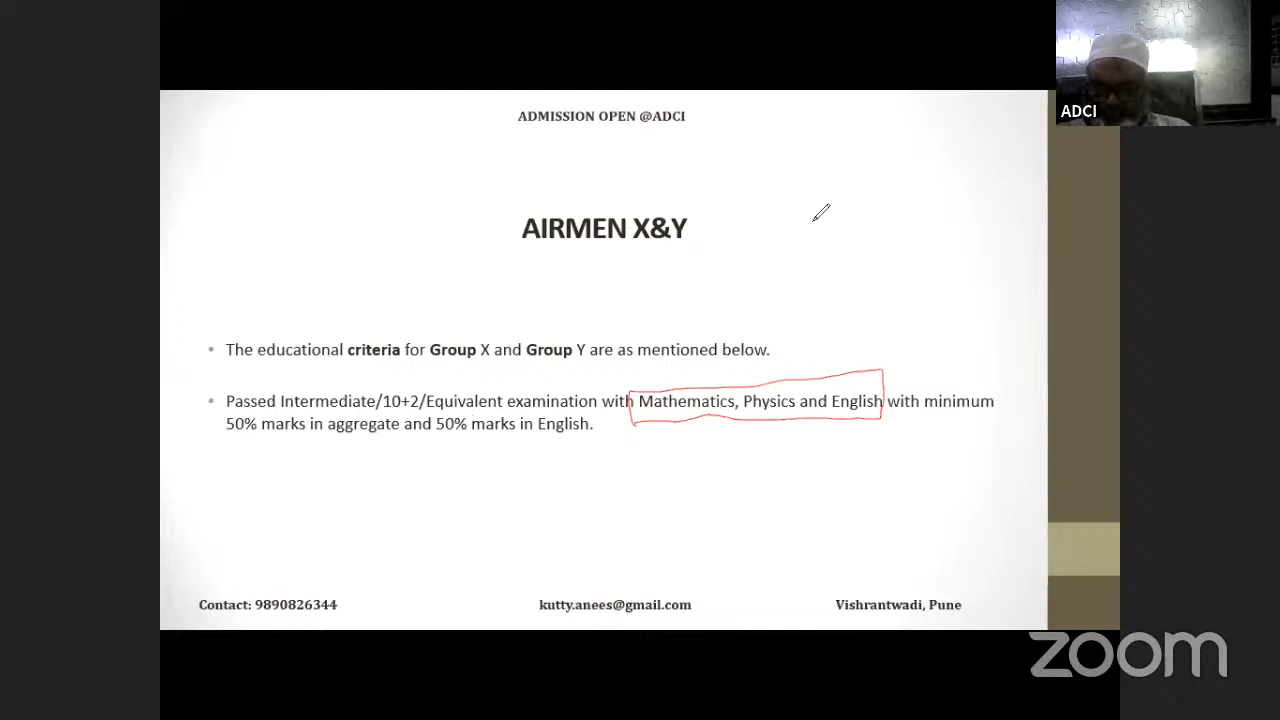 ADMISSION OPEN @ADCI
ADCI
AIRMEN X&Y
• The educational criteria for Group X and Group Y are as mentioned below.
• Passed Intermediate/10+2/Equivalent examination with Mathematics, Physics and English with minimum
50% marks in aggregate and 50% marks in English.
Contact: 9890826344
kutty.anees@gmail.com
Vishrantwadi, Pune
zoom